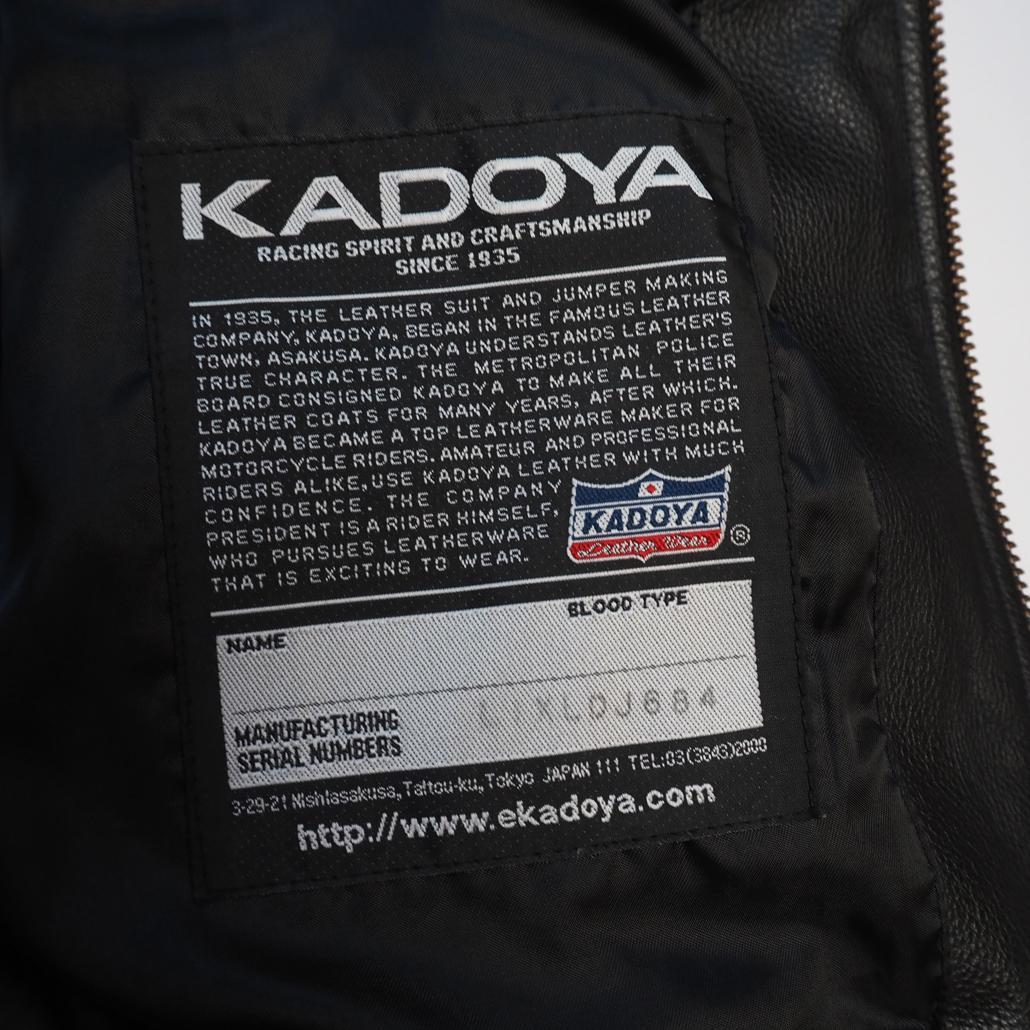 KADOYA
RACING SPIRIT AND CRAFTSMANSHIP
SINCE 1935
IN 1935, THE LEATHER SUIT AND JUMPER MAKING
COMPANY, KADOYA, BEGAN IN THE FAMOUS LEATHER
TOWN, ASAKUSA. KADOYA UNDERSTANDS LEATHER'S
TRUE CHARACTER. THE METROPOLITAN POLICE
BOARD CONSIGNED KADOYA TO MAKE ALL THEIR
LEATHER COATS FOR MANY YEARS, AFTER WHICH.
KADOYA BECAME A TOP LEATHERWARE MAKER FOR
MOTORCYCLE RIDERS. AMATEUR AND PROFESSIONAL
RIDERS ALIKE, USE KADOYA LEATHER WITH MUCH
CONFIDENCE. THE COMPANY
PRESIDENT IS A RIDER HIMSELF,
WHO PURSUES LEATHERWARE
THAT IS EXCITING TO WEAR.
KADOYA
Leather Wear ®
BLOOD TYPE
NAME
MANUFACTURING
SERIAL NUMBERS
3-29-21 Nishiasakusa, Taitou-ku, Tokyo JAPAN 111 TEL:03(3843)2000
http://www.ekadoya.com